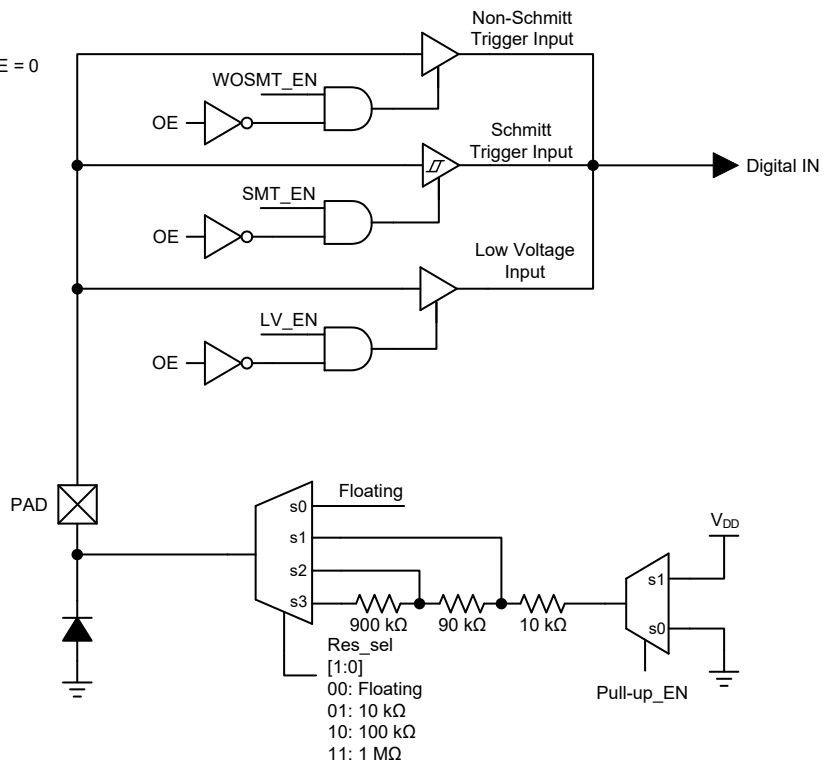 Non-Schmitt
Trigger Input
E = 0
WOSMT_EN
OE
Schmitt
Trigger Input
Digital IN
SMT_EN
OE
Low Voltage
Input
LV_EN
OE
PAD
Floating
s0
s1
s2
s3
900 kΩ
90 kΩ
10 kΩ
VDD
s1
s0
Pull-up_EN
Res_sel
[1:0]
00: Floating
01: 10 kΩ
10: 100 kΩ
11: 1 MΩ